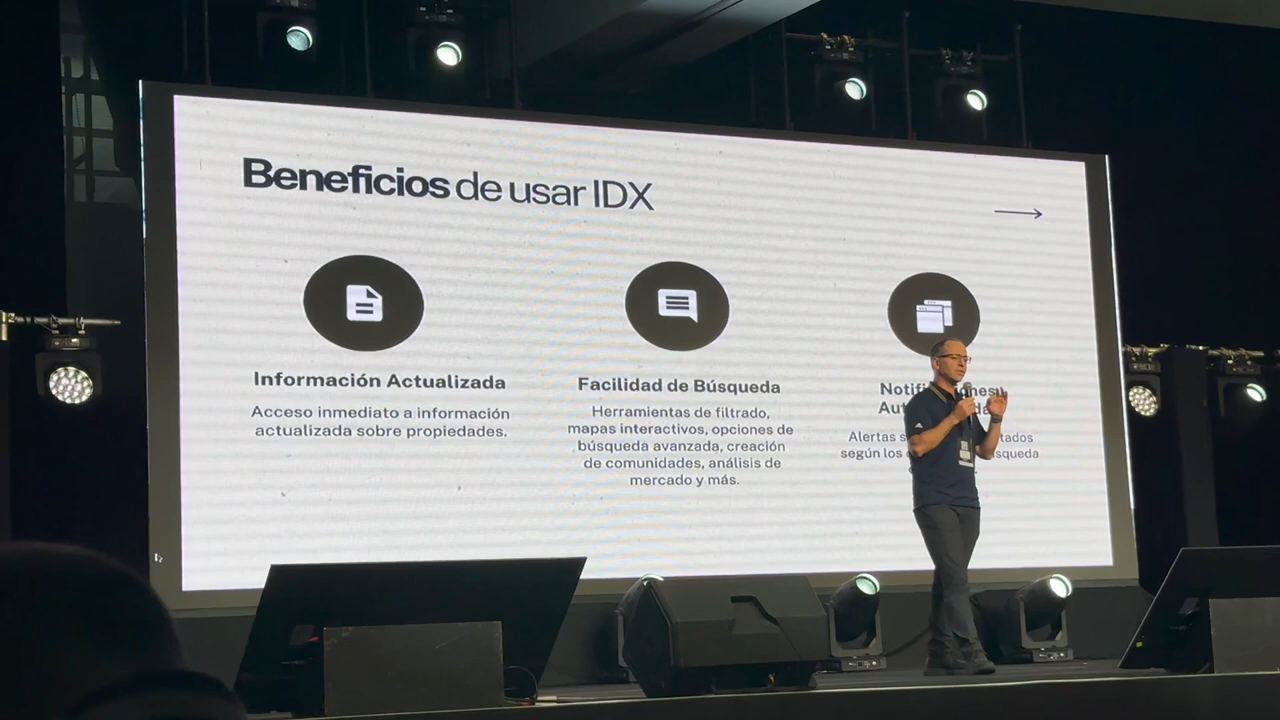 Beneficios de usar IDX
Información Actualizada
Acceso inmediato a información
actualizada sobre propiedades.
Facilidad de Búsqueda
Herramientas de filtrado,
mapas interactivos, opciones de
búsqueda avanzada, creación
de comunidades, análisis de
mercado y más.
Alertas
según los